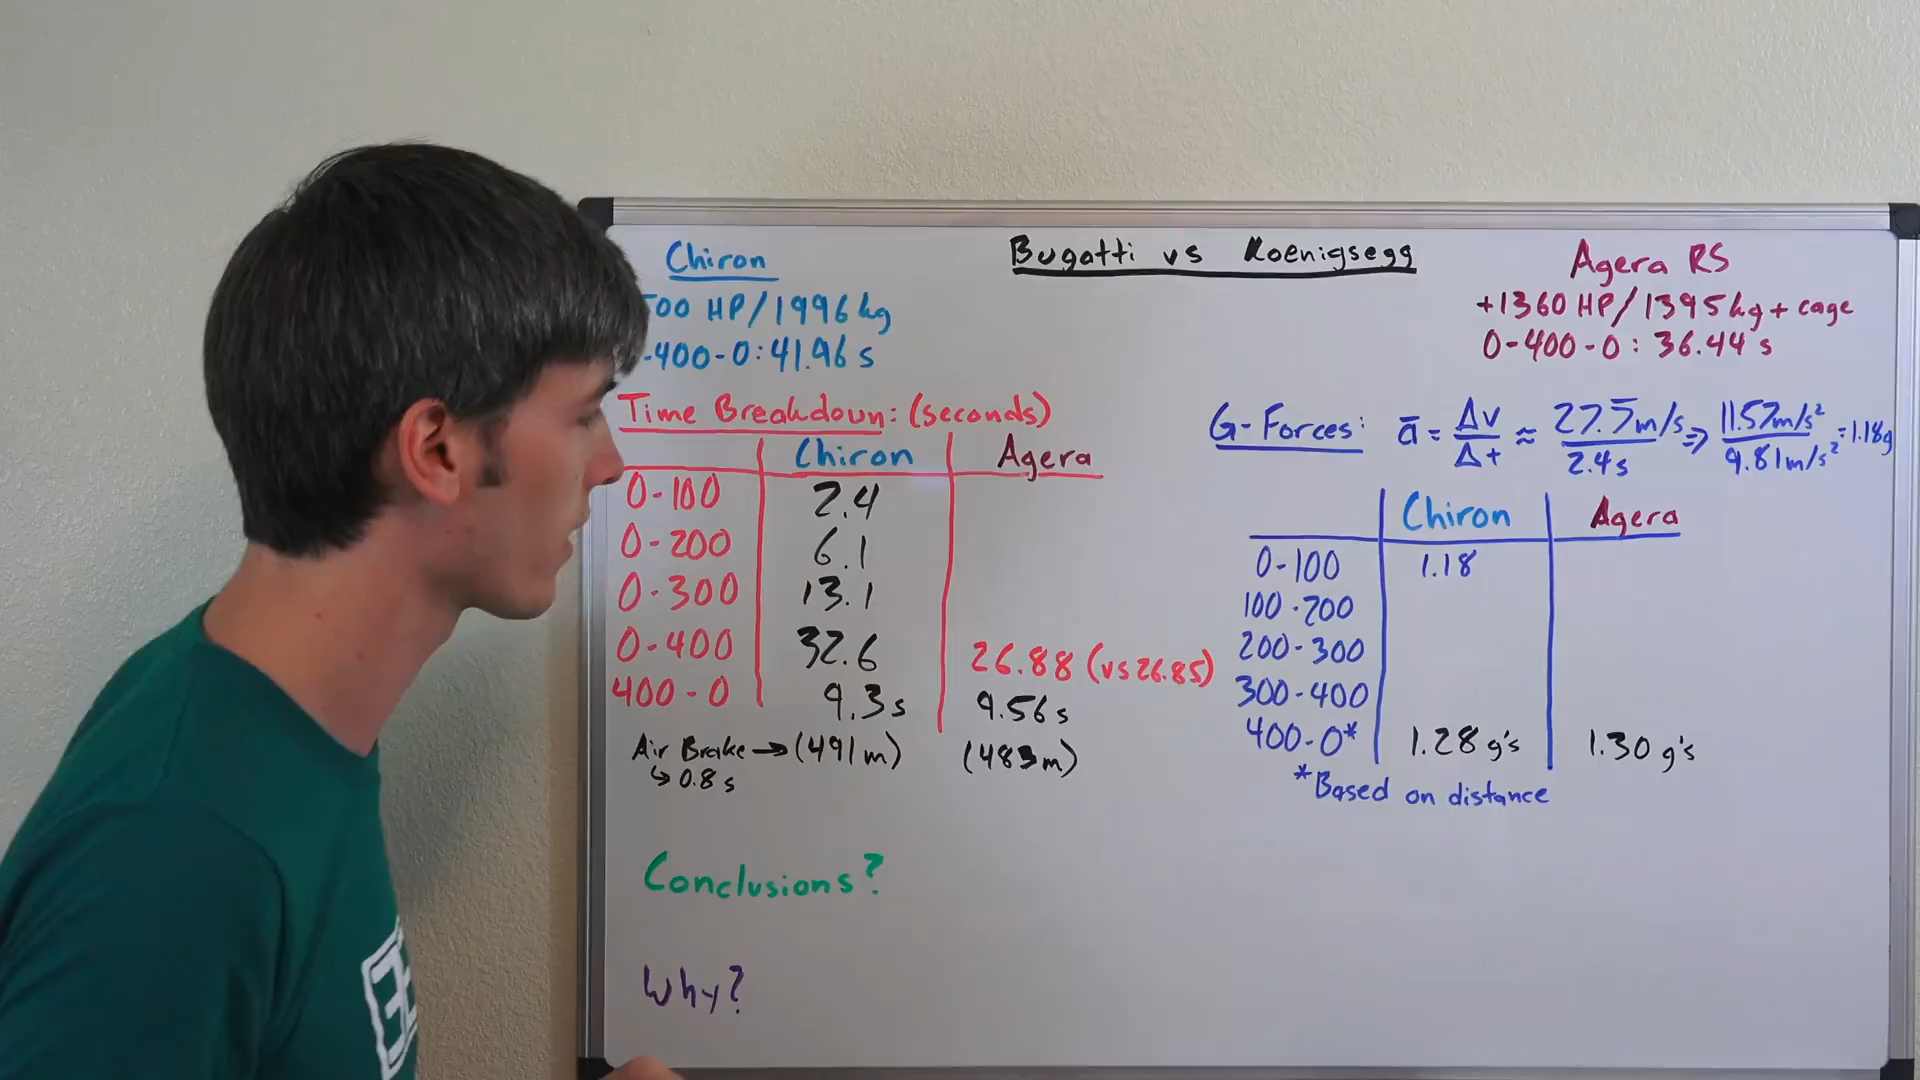 Bugatti vs Koenigsegg
Chiron
00 HP/1996 kg
-400-0:41.96 s
Agera RS
+1360 HP/1395 kg + cage
0-400-0: 36.44 s
Time Breakdown: (seconds)
Chiron Agera
0-100 2.4
0-200 6.1
0-300 13.1
0-400 32.6 26.88 (vs 26.85)
400-0 9.3 s 9.56 s
Air Brake → (491 m) (483 m)
↳ 0.8 s
G-Forces: ā = Δv/Δt ≈ 27.7 m/s/2.4 s ⇒ 11.57 m/s²/9.81 m/s² = 1.18g
Chiron Agera
0-100 1.18
100-200
200-300
300-400
400-0* 1.28 g's 1.30 g's
*Based on distance
Conclusions?
Why?